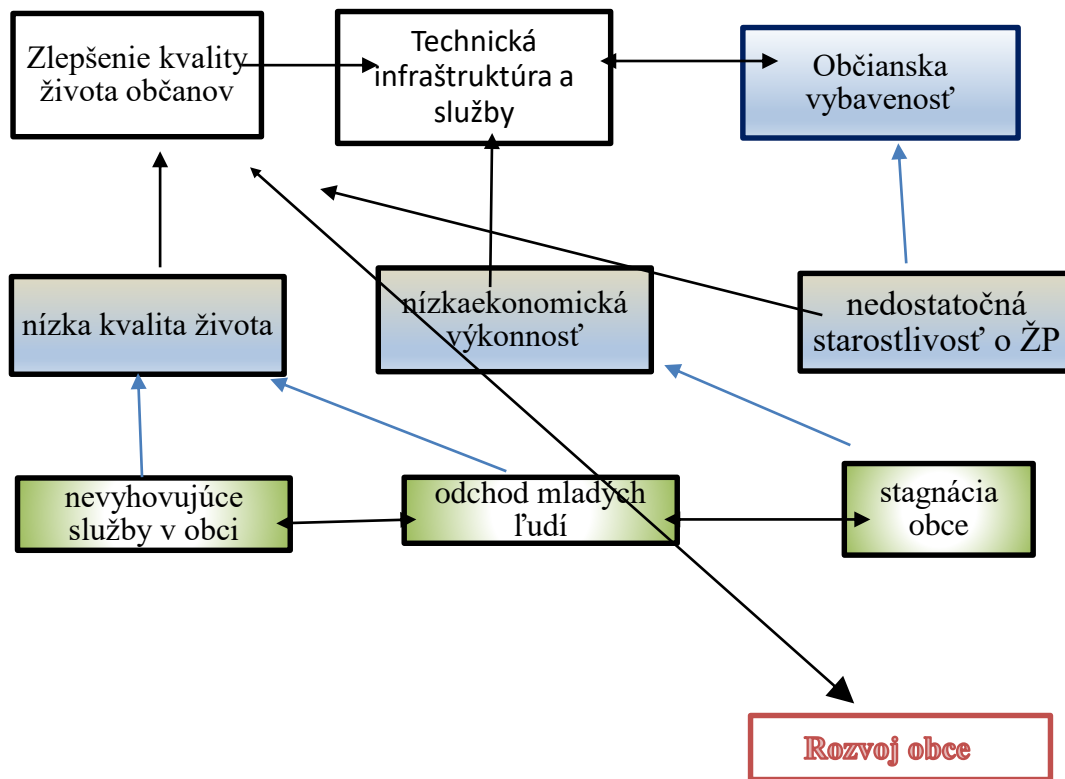 Zlepšenie kvality
života občanov
Technická
infraštruktúra a
služby
Občianska
vybavenosť
nízka kvalita života
nízkaekonomická
výkonnosť
nedostatočná
starostlivosť o ŽP
nevyhovujúce
služby v obci
odchod mladých
ľudí
stagnácia
obce
Rozvoj obce